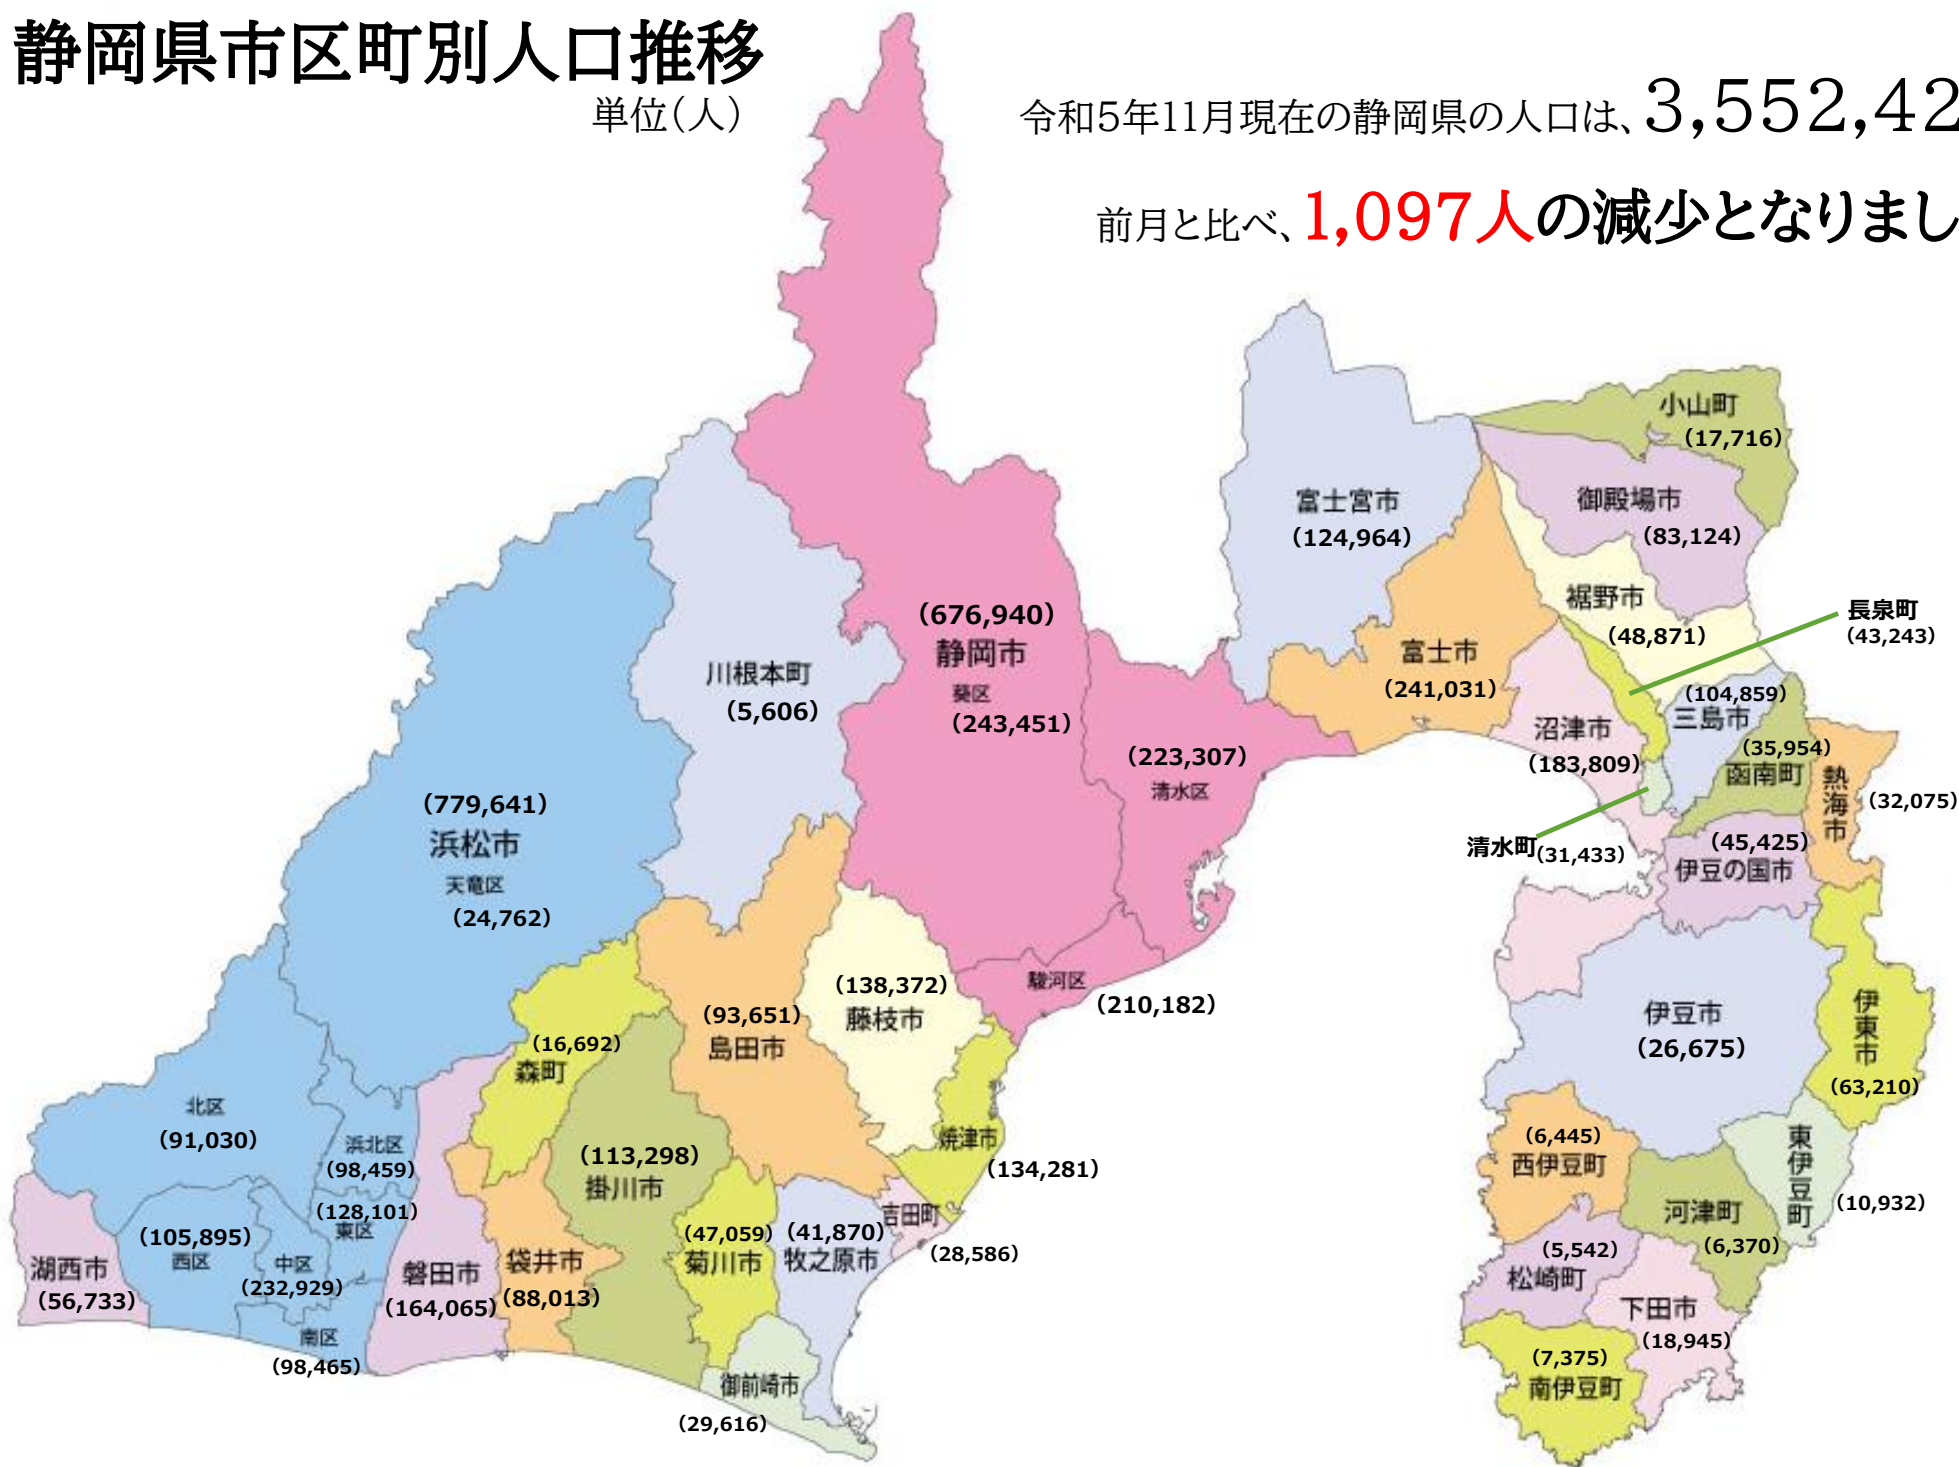 静岡県市区町別人口推移
単位(人)
令和5年11月現在の静岡県の人口は、3,552,42
前月と比べ、1,097人の減少となりまし
小山町
(17,716)
富士宮市
(124,964)
御殿場市
(83,124)
裾野市
(48,871)
長泉町
(43,243)
(676,940)
静岡市
葵区
(243,451)
富士市
(241,031)
川根本町
(5,606)
(104,859)
三島市
沼津市
(183,809)
(35,954)
函南町
(223,307)
清水区
熱海市
(32,075)
(779,641)
浜松市
天竜区
(24,762)
清水町
(31,433)
(45,425)
伊豆の国市
駿河区
(210,182)
(138,372)
藤枝市
(93,651)
島田市
(16,692)
森町
伊豆市
(26,675)
伊東市
(63,210)
北区
(91,030)
浜北区
(98,459)
焼津市
(134,281)
(113,298)
掛川市
(6,445)
西伊豆町
東伊豆町
(10,932)
(128,101)
東区
(105,895)
西区
中区
(232,929)
吉田町
(28,586)
河津町
(6,370)
(47,059)
菊川市
(41,870)
牧之原市
湖西市
(56,733)
磐田市
(164,065)
袋井市
(88,013)
(5,542)
松崎町
下田市
(18,945)
南区
(98,465)
(7,375)
南伊豆町
御前崎市
(29,616)